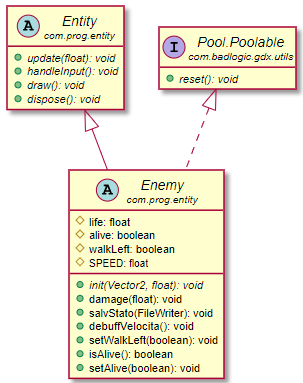 A
Entity
com.prog.entity
update(float): void
handleInput(): void
draw(): void
dispose(): void
I
Pool.Poolable
com.badlogic.gdx.utils
reset(): void
A
Enemy
com.prog.entity
life: float
alive: boolean
walkLeft: boolean
SPEED: float
init(Vector2, float): void
damage(float): void
salvStato(FileWriter): void
debuffVelocita(): void
setWalkLeft(boolean): void
isAlive(): boolean
setAlive(boolean): void